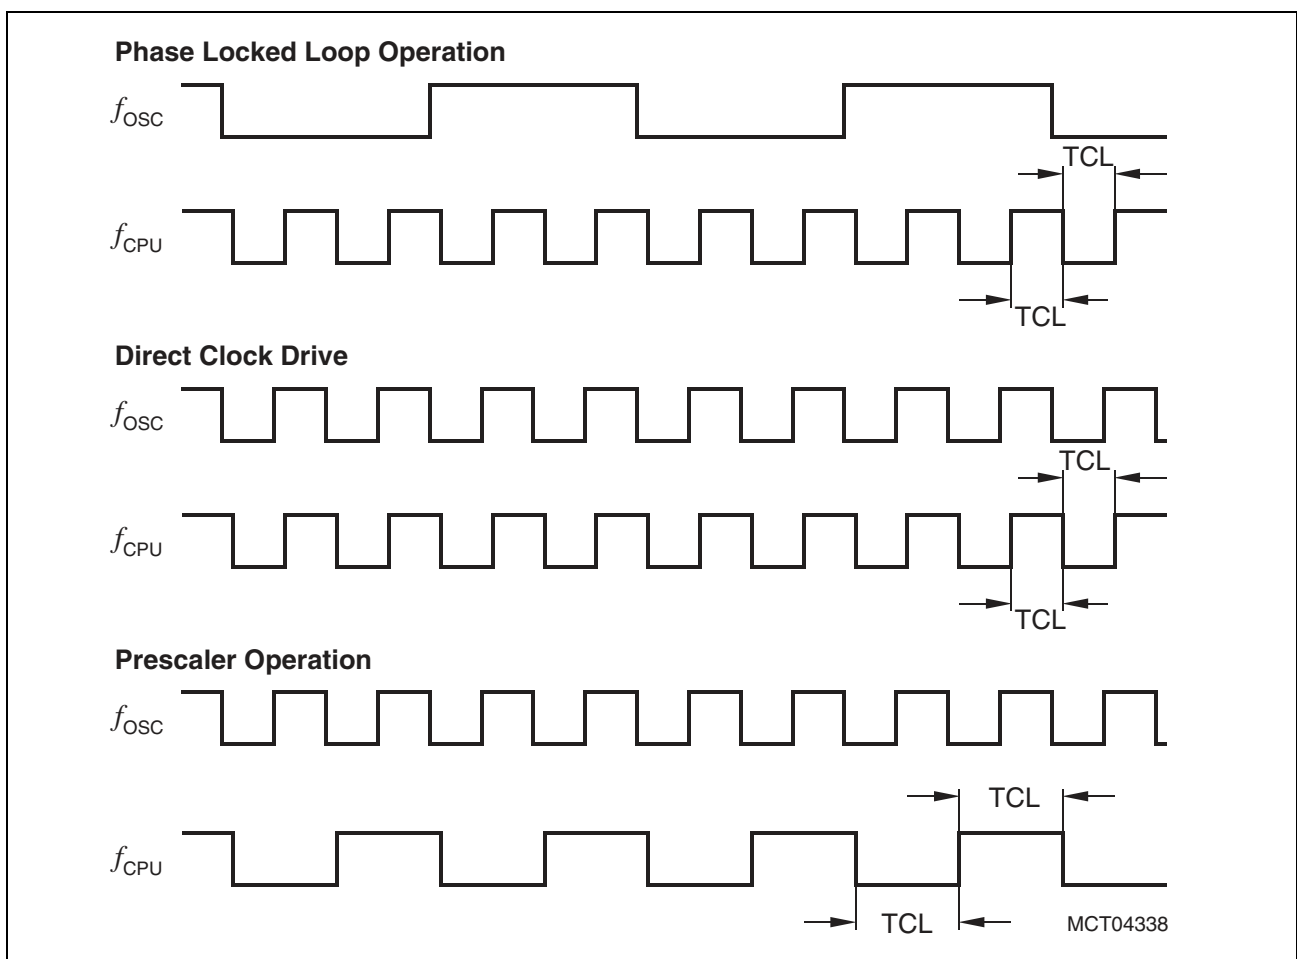 Phase Locked Loop Operation
fOSC
TCL
fCPU
TCL
Direct Clock Drive
fOSC
TCL
fCPU
TCL
Prescaler Operation
fOSC
TCL
fCPU
TCL
MCT04338